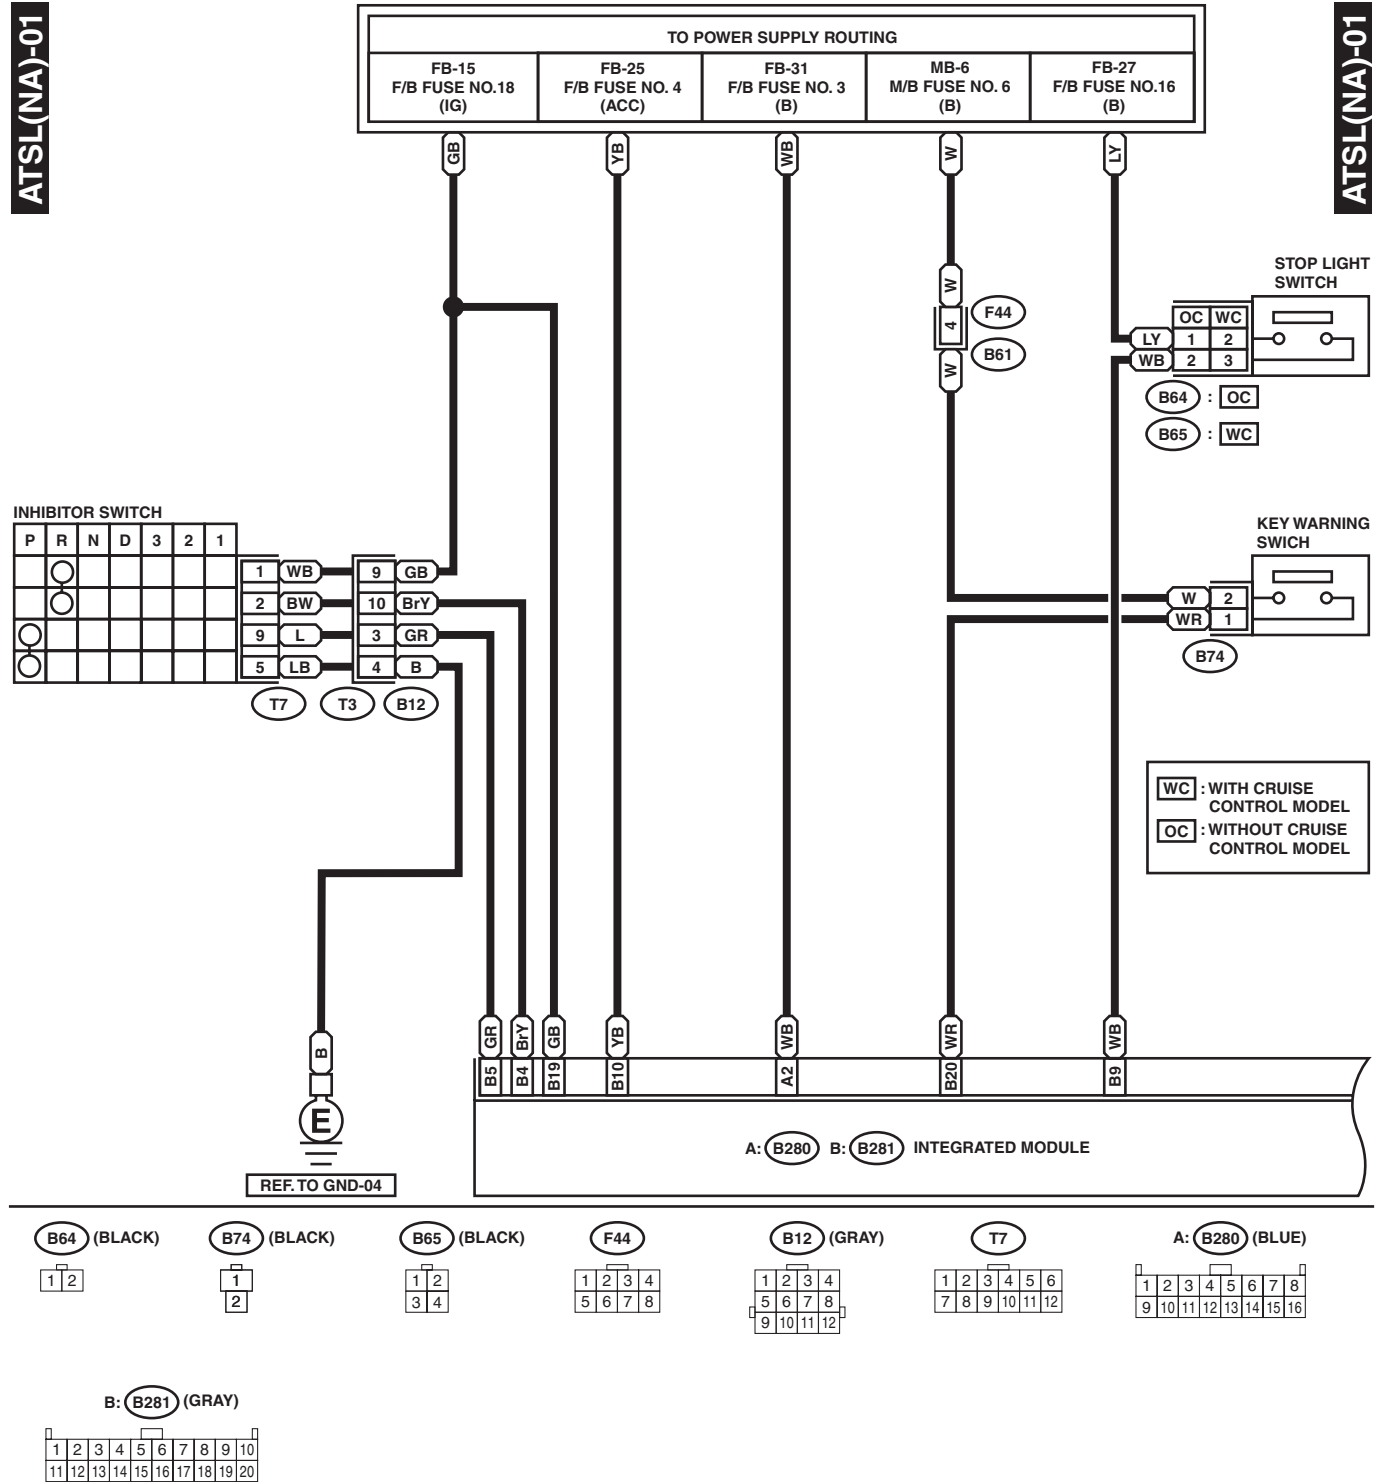 ATSL(NA)-01
ATSL(NA)-01
TO POWER SUPPLY ROUTING
FB-15
F/B FUSE NO.18
(IG)
FB-25
F/B FUSE NO. 4
(ACC)
FB-31
F/B FUSE NO. 3
(B)
MB-6
M/B FUSE NO. 6
(B)
FB-27
F/B FUSE NO.16
(B)
GB
YB
WB
W
LY
W
4
W
F44
B61
STOP LIGHT
SWITCH
OC WC
LY 1 2
WB 2 3
B64 : OC
B65 : WC
INHIBITOR SWITCH
P R N D 3 2 1
1 WB 9 GB
2 BW 10 BrY
9 L 3 GR
5 LB 4 B
T7 T3 B12
KEY WARNING
SWICH
W 2
WR 1
B74
WC : WITH CRUISE
CONTROL MODEL
OC : WITHOUT CRUISE
CONTROL MODEL
B
E
REF. TO GND-04
GR BrY GB YB WB WR WB
B5 B4 B19 B10 A2 B20 B9
A: B280 B: B281 INTEGRATED MODULE
B64 (BLACK)
1 2
B74 (BLACK)
1
2
B65 (BLACK)
1 2
3 4
F44
1 2 3 4
5 6 7 8
B12 (GRAY)
1 2 3 4
5 6 7 8
9 10 11 12
T7
1 2 3 4 5 6
7 8 9 10 11 12
A: B280 (BLUE)
1 2 3 4 5 6 7 8
9 10 11 12 13 14 15 16
B: B281 (GRAY)
1 2 3 4 5 6 7 8 9 10
11 12 13 14 15 16 17 18 19 20